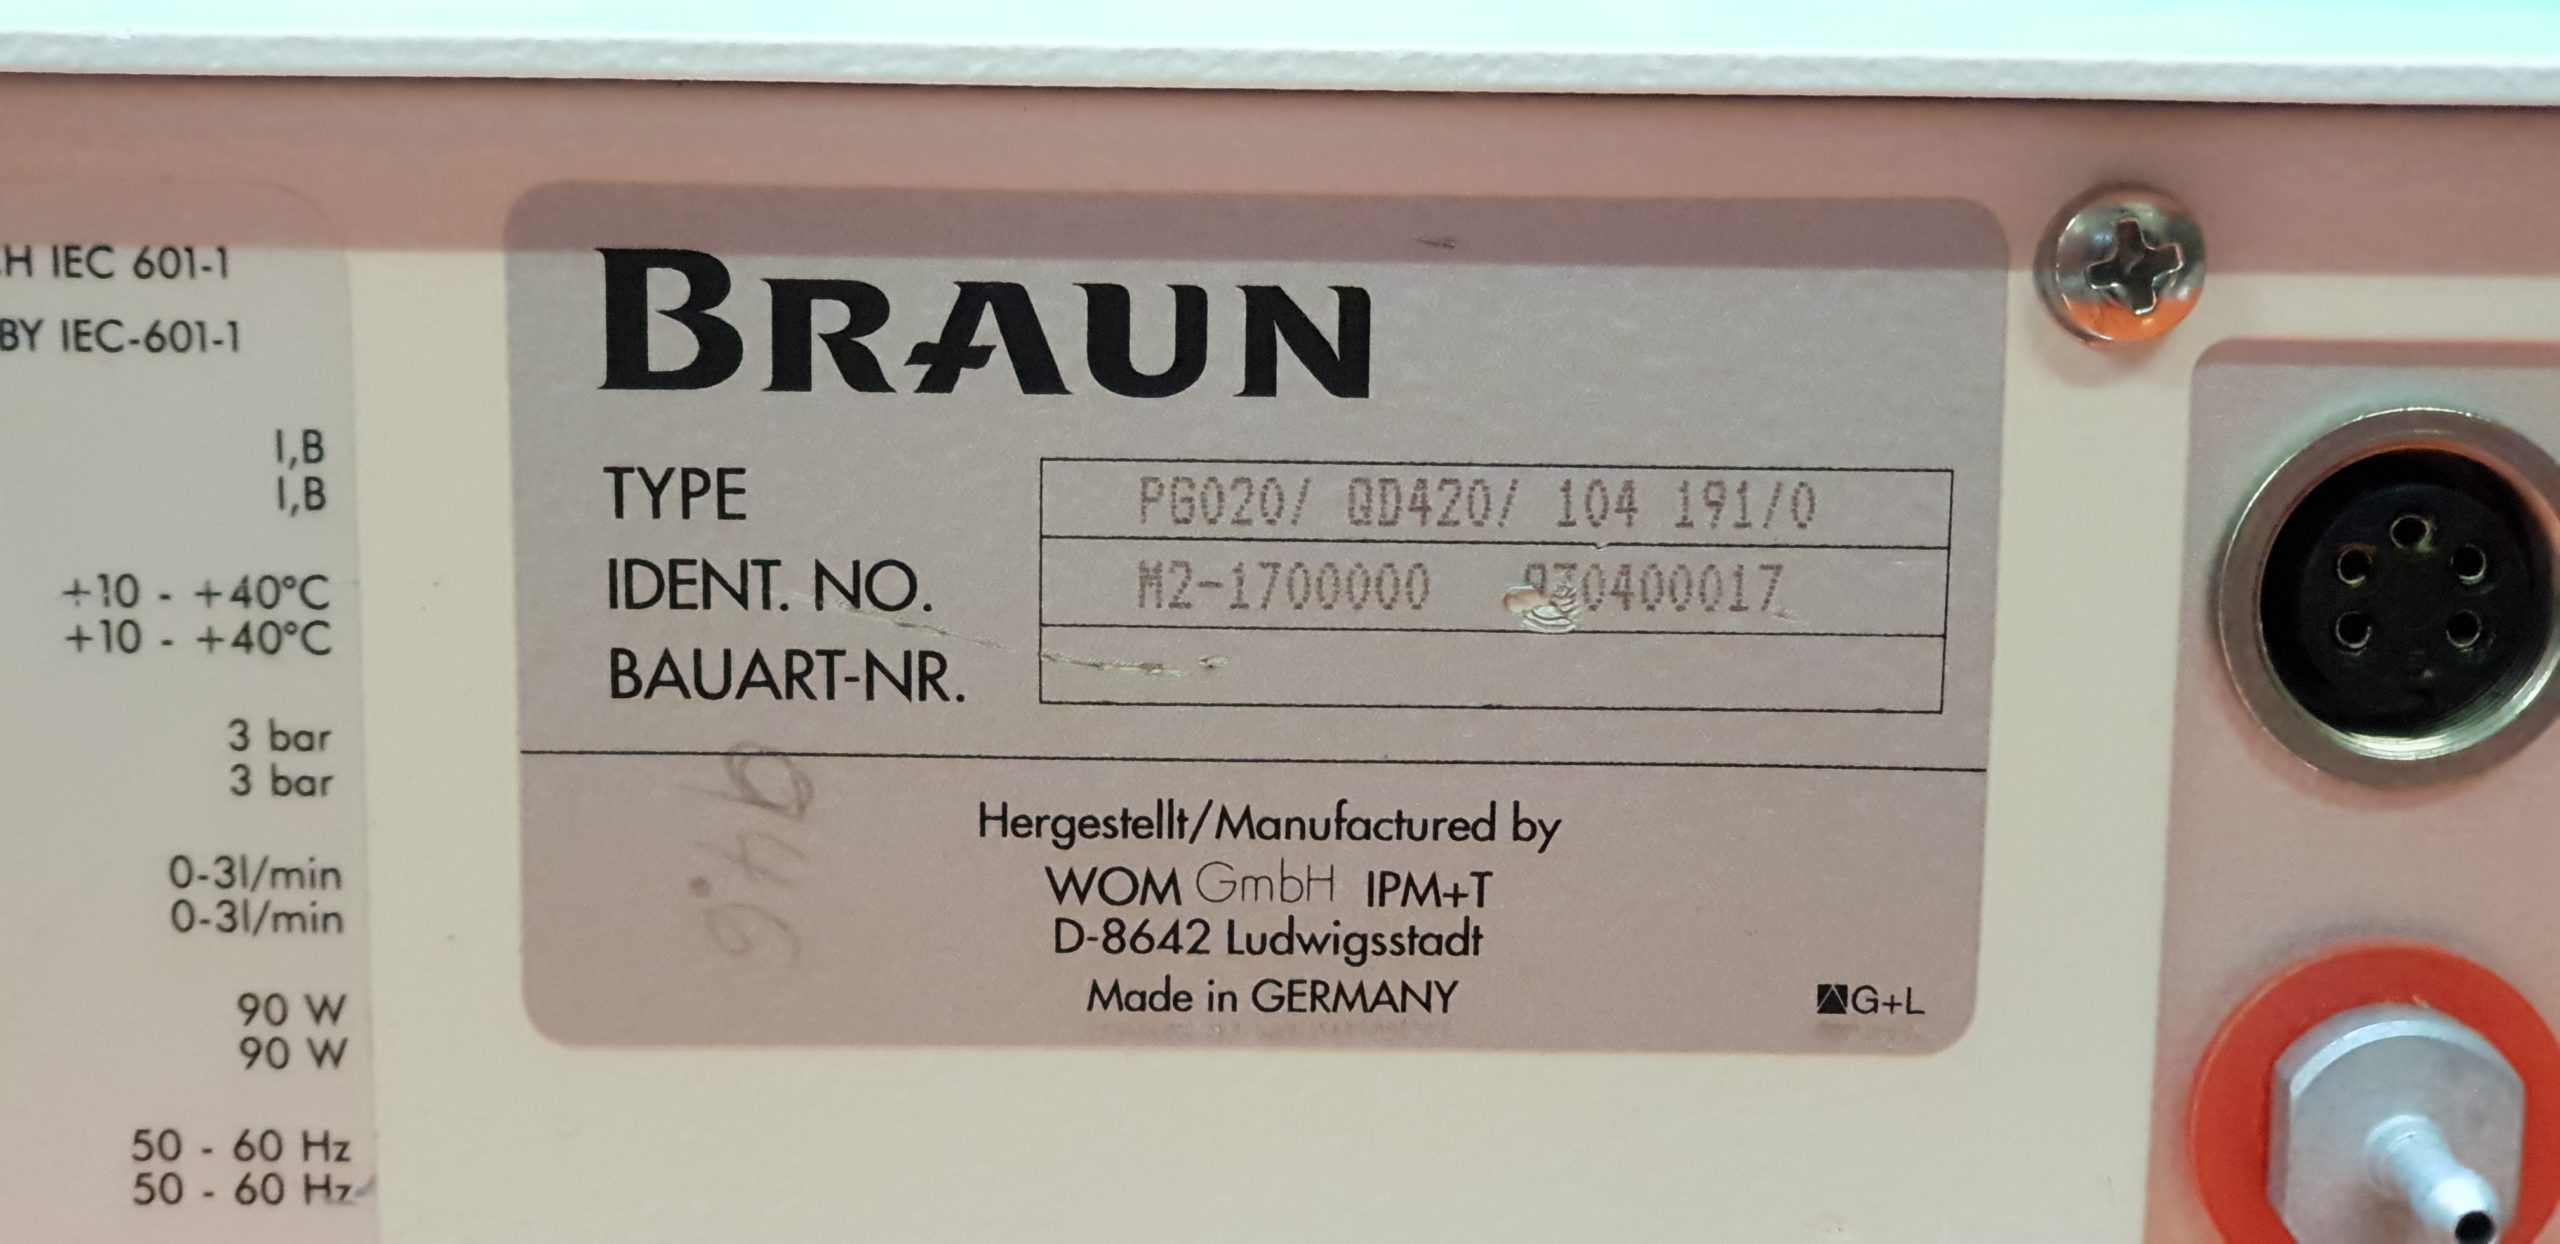 H IEC 601-1
BY IEC-601-1
I,B
I,B
+10 - +40°C
+10 - +40°C
3 bar
3 bar
0-3l/min
0-3l/min
90 W
90 W
50 - 60 Hz
50 - 60 Hz
BRAUN
TYPE PG020/ QD420/ 104 191/0
IDENT. NO. M2-1700000
BAUART-NR.
Hergestellt/Manufactured by
WOM GmbH IPM+T
D-8642 Ludwigsstadt
Made in GERMANY
G+L